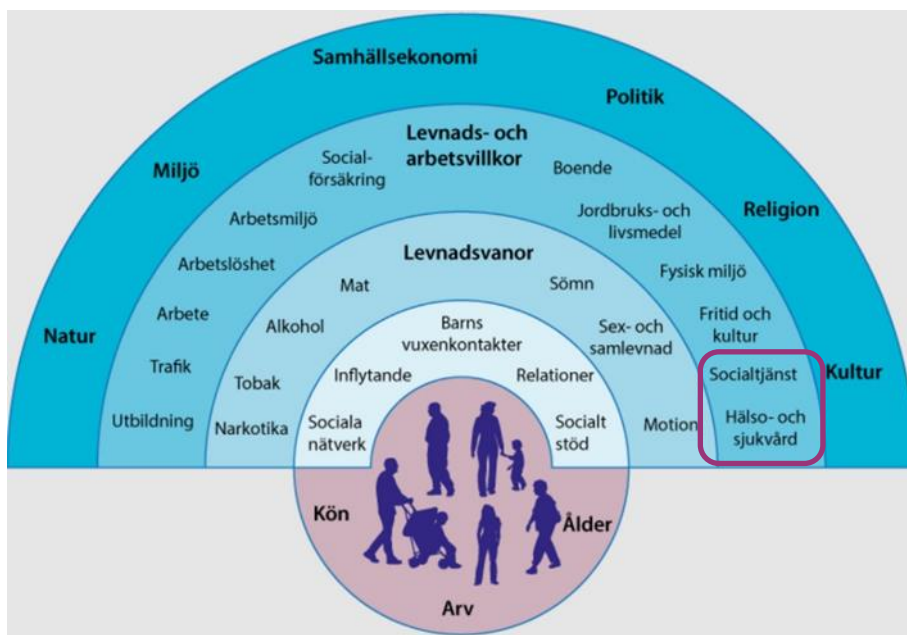 Samhällsekonomi
Politik
Miljö
Religion
Natur
Kultur
Levnads- och
arbetsvillkor
Social-
försäkring
Boende
Arbetsmiljö
Jordbruks- och
livsmedel
Arbetslöshet
Fysisk miljö
Arbete
Fritid och
kultur
Trafik
Socialtjänst
Utbildning
Hälso- och
sjukvård
Levnadsvanor
Mat
Sömn
Alkohol
Sex- och
samlevnad
Tobak
Narkotika
Motion
Barns
vuxenkontakter
Inflytande
Relationer
Sociala
nätverk
Socialt
stöd
Kön
Ålder
Arv